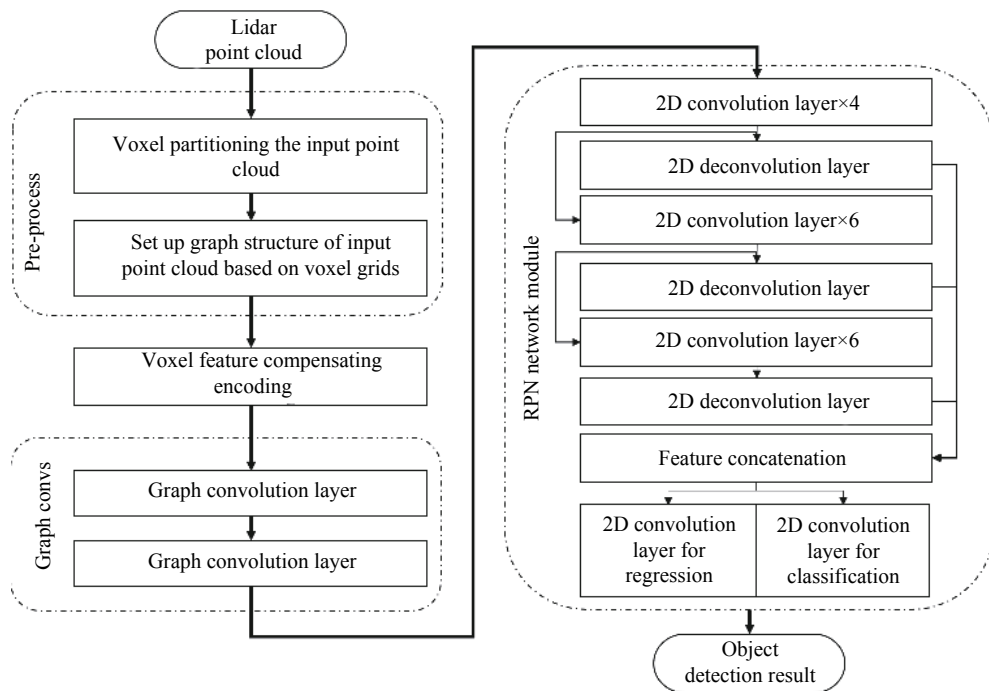 Lidar
point cloud
Pre-process
Voxel partitioning the input point
cloud
Set up graph structure of input
point cloud based on voxel grids
Voxel feature compensating
encoding
Graph convs
Graph convolution layer
Graph convolution layer
RPN network module
2D convolution layer×4
2D deconvolution layer
2D convolution layer×6
2D deconvolution layer
2D convolution layer×6
2D deconvolution layer
Feature concatenation
2D convolution
layer for
regression
2D convolution
layer for
classification
Object
detection result